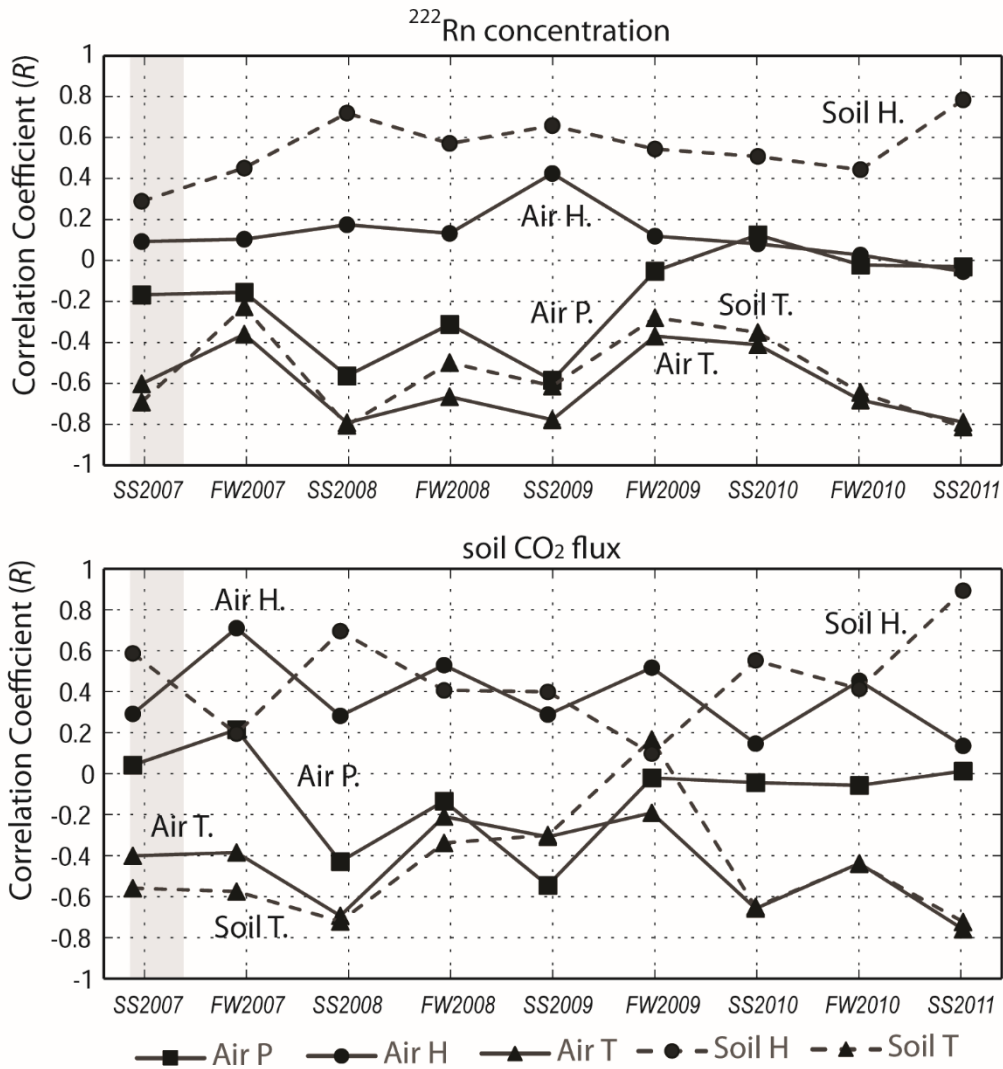 ²²²Rn concentration
Correlation Coefficient (R)
1
0.8
0.6
0.4
0.2
0
-0.2
-0.4
-0.6
-0.8
-1
Soil H.
Air H.
Air P.
Soil T.
Air T.
SS2007 FW2007 SS2008 FW2008 SS2009 FW2009 SS2010 FW2010 SS2011
soil CO₂ flux
Correlation Coefficient (R)
1
0.8
0.6
0.4
0.2
0
-0.2
-0.4
-0.6
-0.8
-1
Air H.
Soil H.
Air P.
Air T.
Soil T.
SS2007 FW2007 SS2008 FW2008 SS2009 FW2009 SS2010 FW2010 SS2011
Air P Air H Air T Soil H Soil T